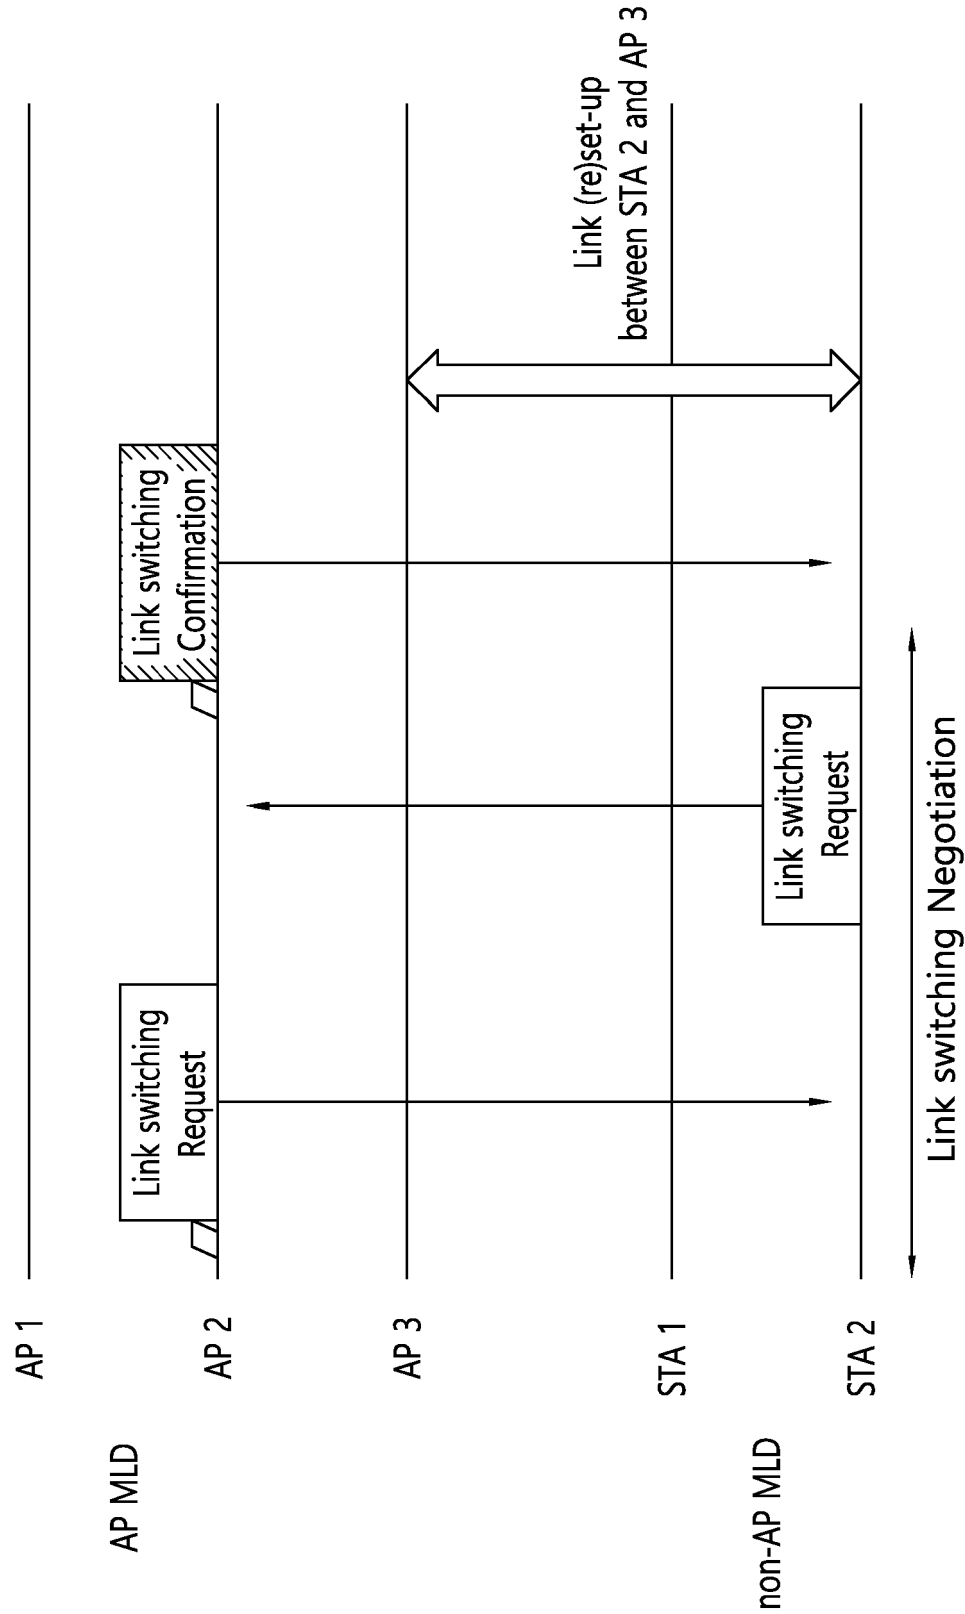 AP MLD
AP 1
AP 2
AP 3
non-AP MLD
STA 1
STA 2
Link switching
Request
Link switching
Request
Link switching
Confirmation
Link (re)set-up
between STA 2 and AP 3
Link switching Negotiation